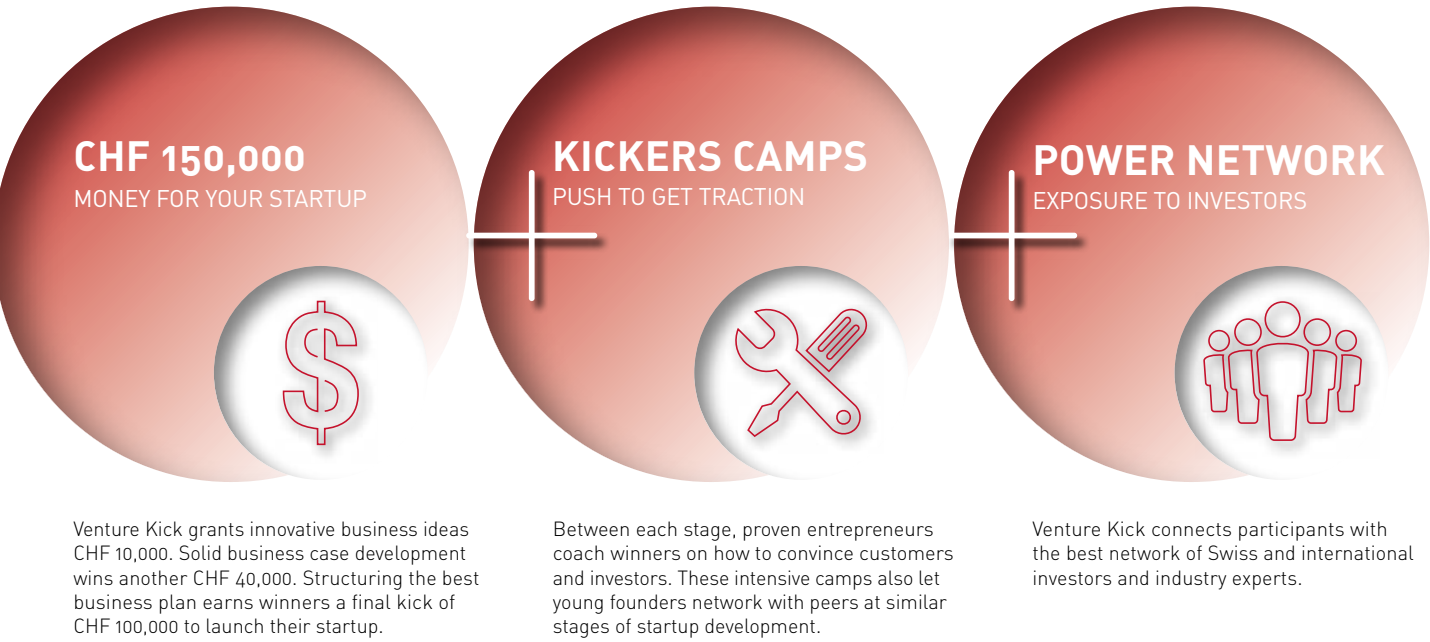 CHF 150,000
MONEY FOR YOUR STARTUP
KICKERS CAMPS
PUSH TO GET TRACTION
POWER NETWORK
EXPOSURE TO INVESTORS
Venture Kick grants innovative business ideas
CHF 10,000. Solid business case development
wins another CHF 40,000. Structuring the best
business plan earns winners a final kick of
CHF 100,000 to launch their startup.
Between each stage, proven entrepreneurs
coach winners on how to convince customers
and investors. These intensive camps also let
young founders network with peers at similar
stages of startup development.
Venture Kick connects participants with
the best network of Swiss and international
investors and industry experts.